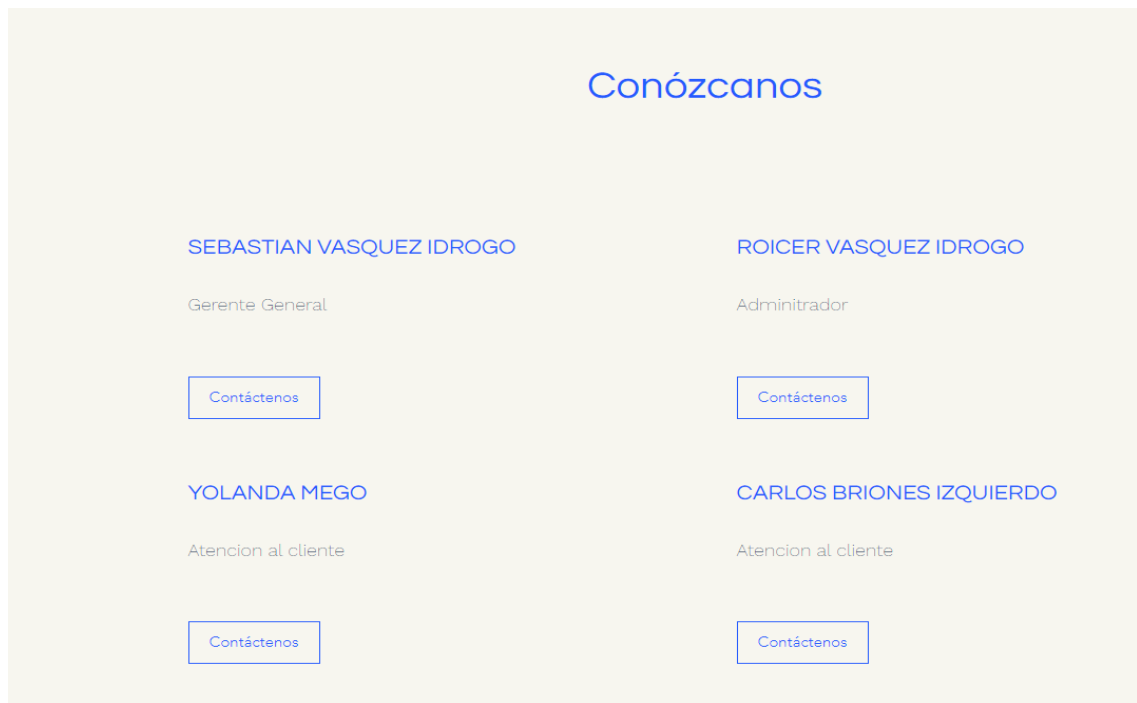 Conózcanos
SEBASTIAN VASQUEZ IDROGO
Gerente General
Contáctenos
ROICER VASQUEZ IDROGO
Adminitrador
Contáctenos
YOLANDA MEGO
Atencion al cliente
Contáctenos
CARLOS BRIONES IZQUIERDO
Atencion al cliente
Contáctenos